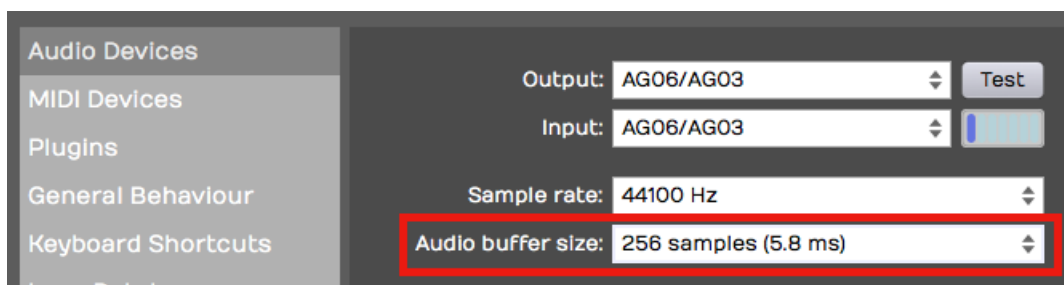 Audio Devices
MIDI Devices
Plugins
General Behaviour
Keyboard Shortcuts
Output: AG06/AG03 Test
Input: AG06/AG03
Sample rate: 44100 Hz
Audio buffer size: 256 samples (5.8 ms)